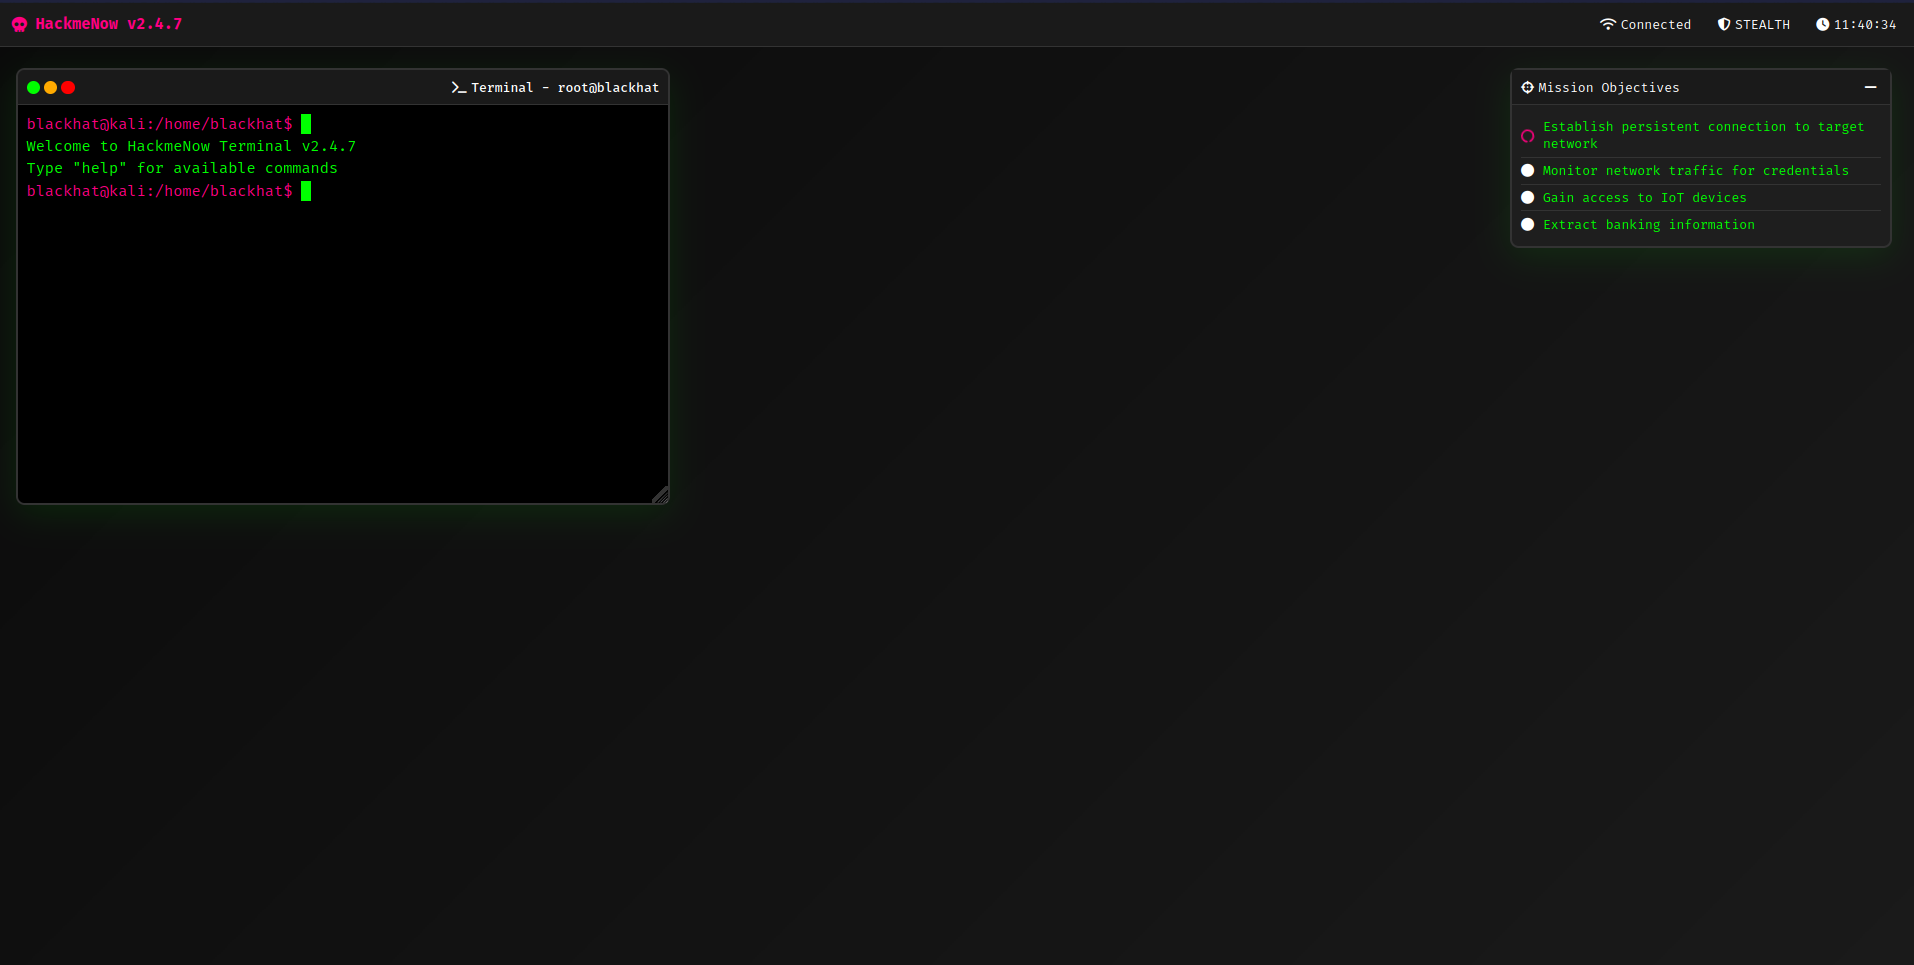 HackmeNow v2.4.7
Connected
STEALTH
11:40:34
Terminal - root@blackhat
blackhat@kali:/home/blackhat$
Welcome to HackmeNow Terminal v2.4.7
Type "help" for available commands
blackhat@kali:/home/blackhat$
Mission Objectives
Establish persistent connection to target
network
Monitor network traffic for credentials
Gain access to IoT devices
Extract banking information